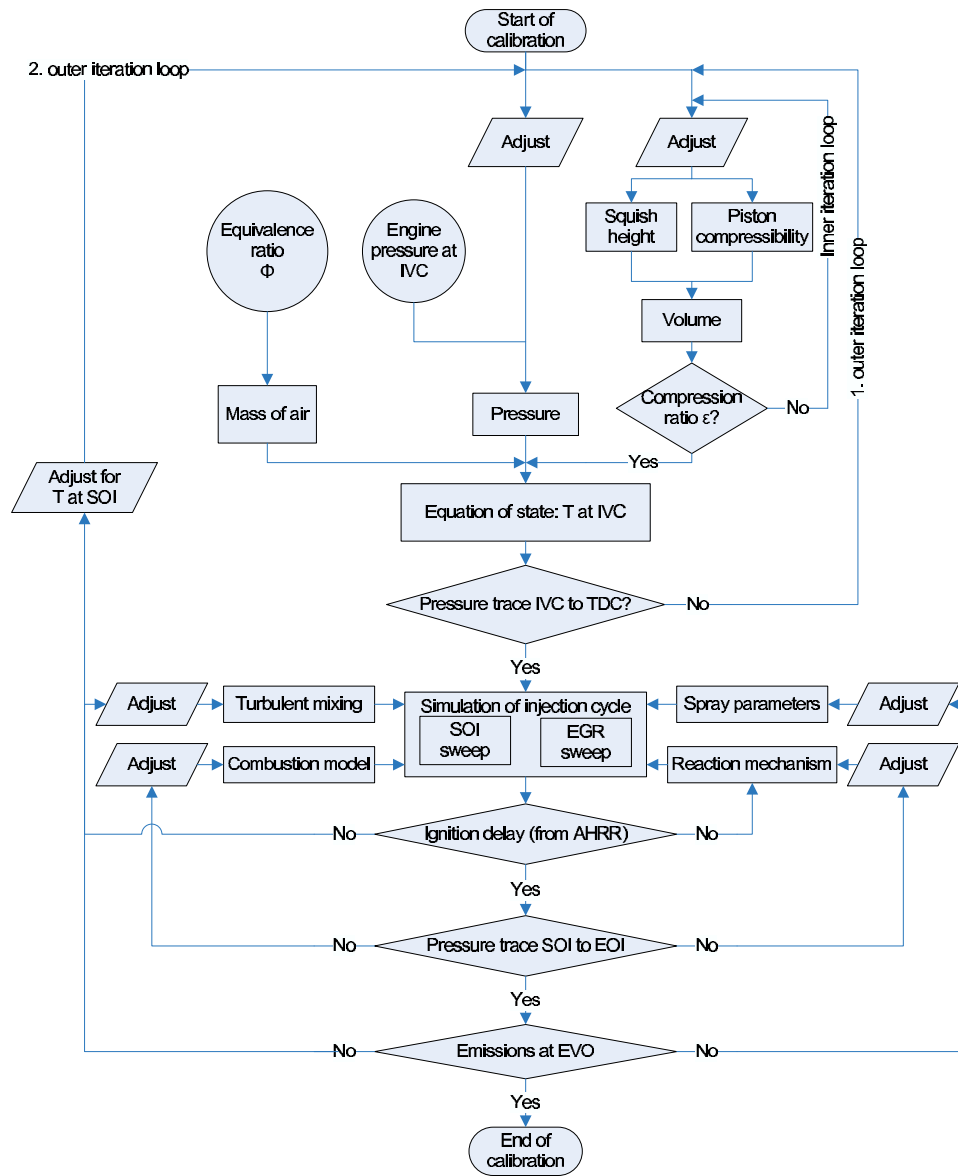 Start of
calibration
2. outer iteration loop
Adjust
Adjust
Inner iteration loop
1. outer iteration loop
Equivalence
ratio
Φ
Engine
pressure at
IVC
Squish
height
Piston
compressibility
Volume
Mass of air
Pressure
Compression
ratio ε?
No
Yes
Adjust for
T at SOI
Equation of state: T at IVC
Pressure trace IVC to TDC?
No
Yes
Adjust
Turbulent mixing
Simulation of injection cycle
SOI
sweep
EGR
sweep
Spray parameters
Adjust
Adjust
Combustion model
Reaction mechanism
Adjust
No
Ignition delay (from AHRR)
No
Yes
No
Pressure trace SOI to EOI
No
Yes
No
Emissions at EVO
No
Yes
End of
calibration